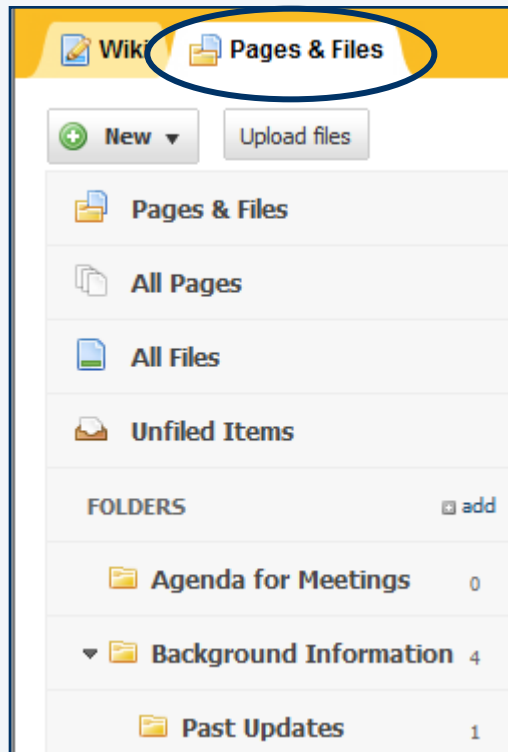 Wiki Pages & Files
New Upload files
Pages & Files
All Pages
All Files
Unfiled Items
FOLDERS add
Agenda for Meetings 0
Background Information 4
Past Updates 1